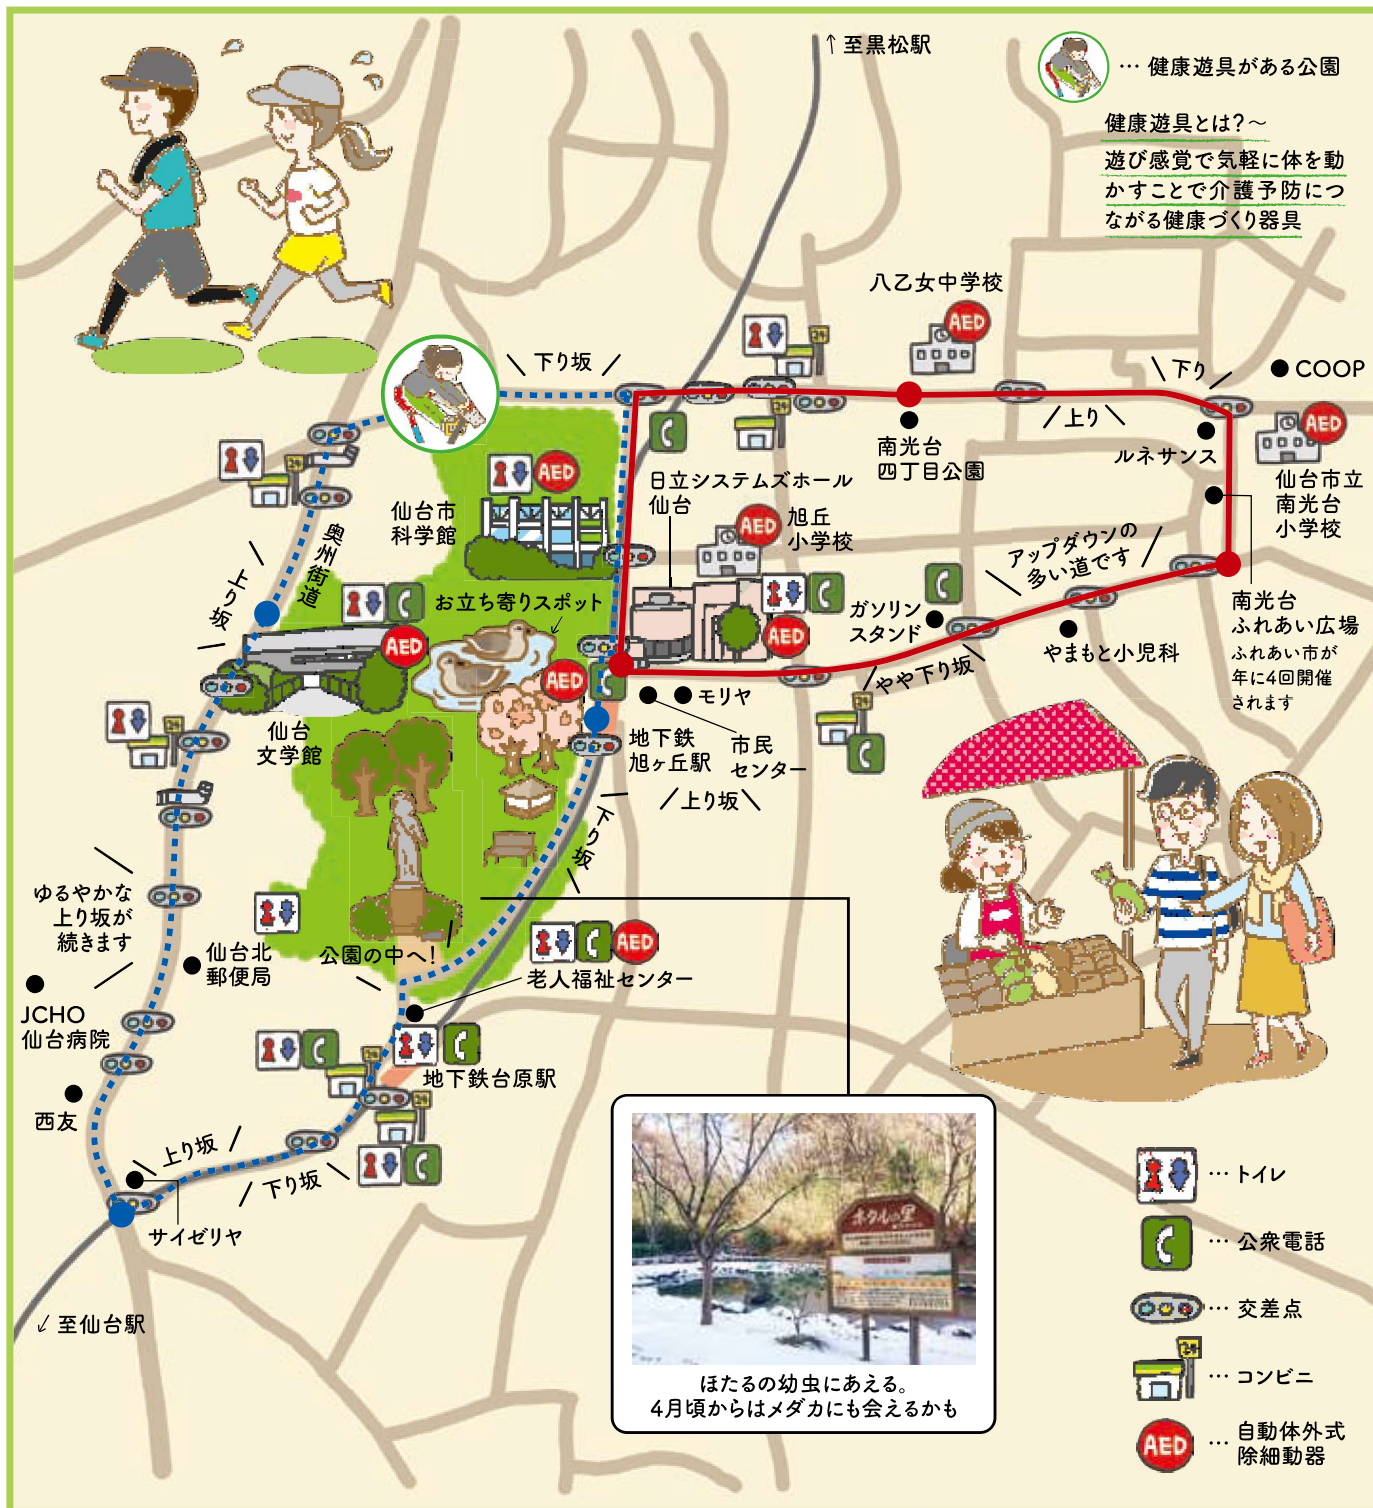 ↑至黒松駅
… 健康遊具がある公園
健康遊具とは?～
遊び感覚で気軽に体を動
かすことで介護予防につ
ながる健康づくり器具
八乙女中学校
AED
下り坂
下り
COOP
上り
ルネサンス
AED
仙台市立
南光台
小学校
南光台
四丁目公園
AED
仙台市
科学館
日立システムズホール
仙台
AED
旭丘
小学校
奥州街道
上り坂
お立ち寄りスポット
アップダウンの
多い道です
ガソリン
スタンド
やまもと小児科
南光台
ふれあい広場
ふれあい市が
年に4回開催
されます
AED
AED
AED
やや下り坂
モリヤ
仙台
文学館
地下鉄
旭ヶ丘駅
市民
センター
上り坂
下り坂
ゆるやかな
上り坂が
続きます
仙台北
郵便局
公園の中へ!
AED
老人福祉センター
JCHO
仙台病院
地下鉄台原駅
西友
上り坂
下り坂
サイゼリヤ
↙至仙台駅
ホタルの里
ほたるの幼虫にあえる。
4月頃からはメダカにも会えるかも
… トイレ
… 公衆電話
… 交差点
24
… コンビニ
AED
… 自動体外式
除細動器